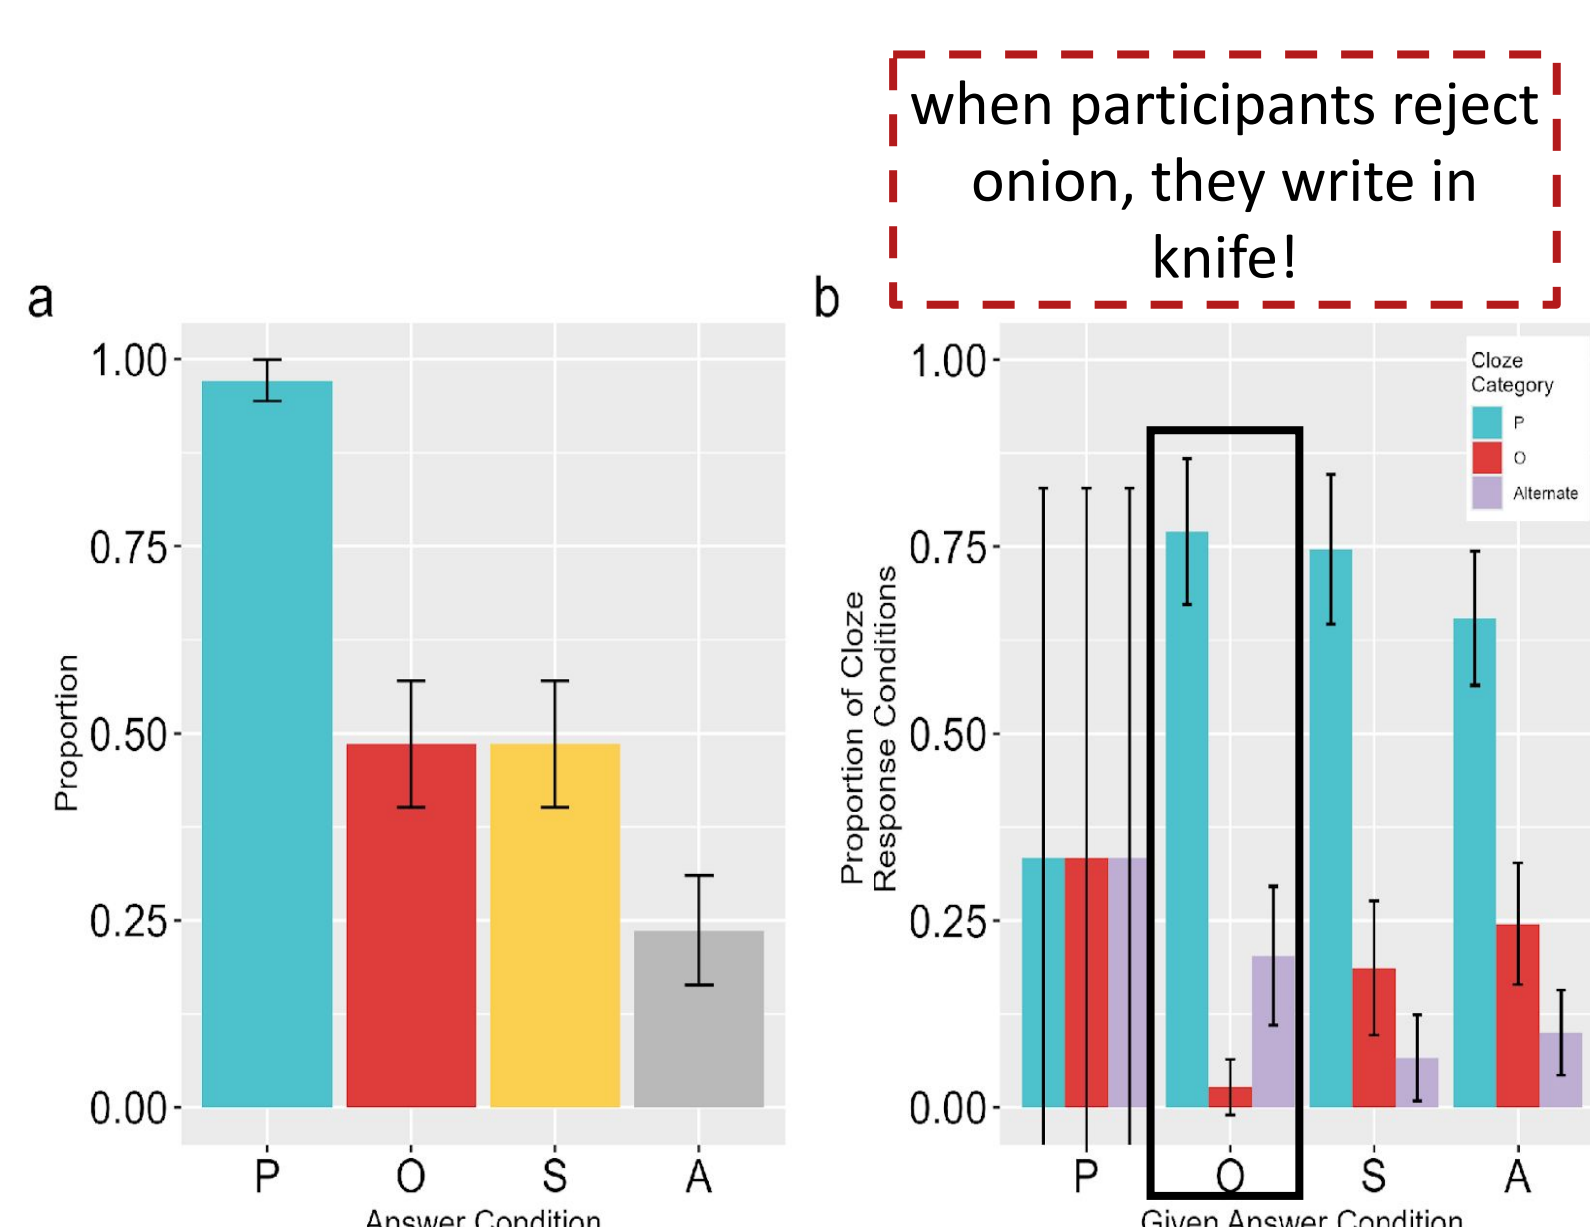 when participants reject
onion, they write in
knife!
a
1.00
0.75
0.50
0.25
0.00
Proportion
P O S A
Answer Condition
b
1.00
0.75
0.50
0.25
0.00
Proportion of Cloze
Response Conditions
Cloze
Category
P
O
Alternate
P O S A
Given Answer Condition